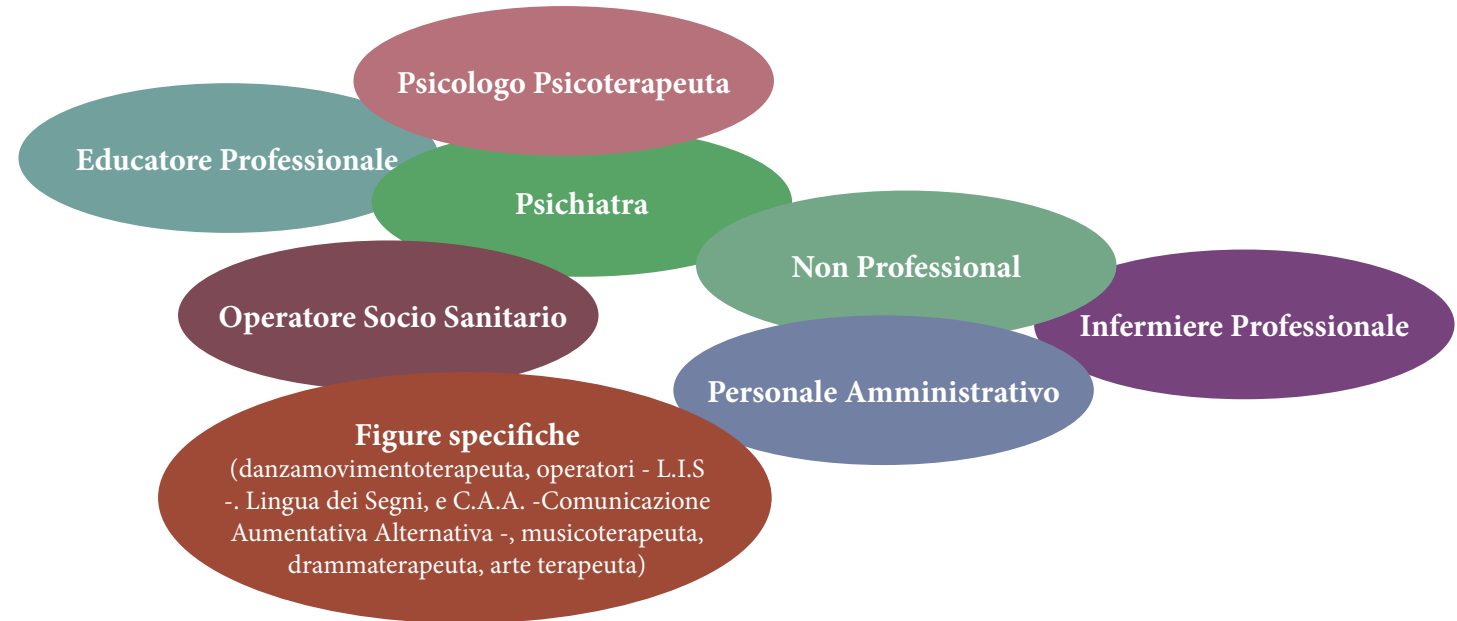 Psicologo Psicoterapeuta
Educatore Professionale
Psichiatra
Non Professional
Operatore Socio Sanitario
Infermiere Professionale
Personale Amministrativo
Figure specifiche
(danzamovimentoterapeuta, operatori - L.I.S
-. Lingua dei Segni, e C.A.A. -Comunicazione
Aumentativa Alternativa -, musicoterapeuta,
drammaterapeuta, arte terapeuta)